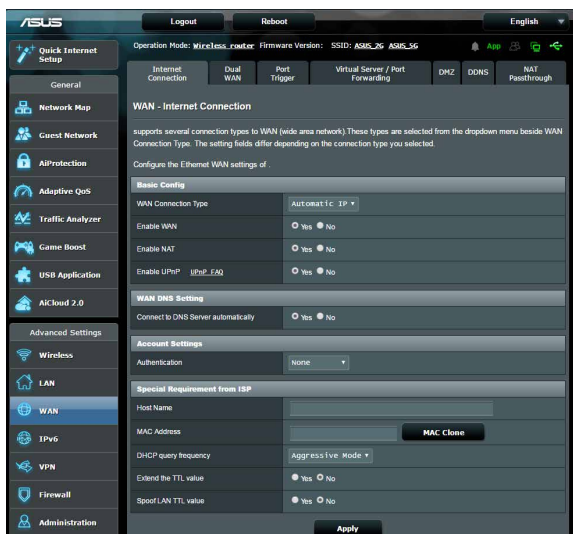 ASUS
Logout
Reboot
English
Quick Internet
Setup
Operation Mode: Wireless router Firmware Version: SSID: ASUS_2G ASUS_5G
App
General
Network Map
Guest Network
AiProtection
Adaptive QoS
Traffic Analyzer
Game Boost
USB Application
AiCloud 2.0
Advanced Settings
Wireless
LAN
WAN
IPv6
VPN
Firewall
Administration
Internet
Connection
Dual
WAN
Port
Trigger
Virtual Server / Port
Forwarding
DMZ
DDNS
NAT
Passthrough
WAN - Internet Connection
supports several connection types to WAN (wide area network).These types are selected from the dropdown menu beside WAN
Connection Type. The setting fields differ depending on the connection type you selected.
Configure the Ethernet WAN settings of .
Basic Config
WAN Connection Type
Automatic IP
Enable WAN
Yes No
Enable NAT
Yes No
Enable UPnP UPnP FAQ
Yes No
WAN DNS Setting
Connect to DNS Server automatically
Yes No
Account Settings
Authentication
None
Special Requirement from ISP
Host Name
MAC Address
MAC Clone
DHCP query frequency
Aggressive Mode
Extend the TTL value
Yes No
Spoof LAN TTL value
Yes No
Apply